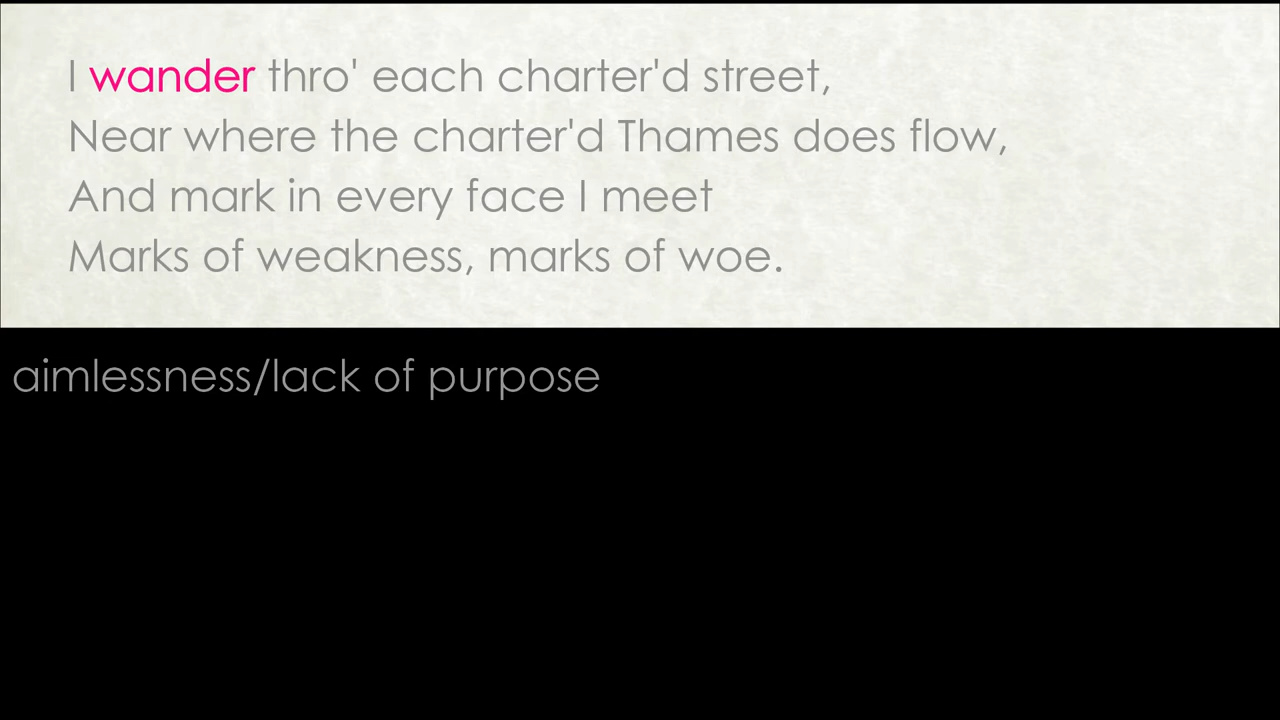 I wander thro' each charter'd street,
Near where the charter'd Thames does flow,
And mark in every face I meet
Marks of weakness, marks of woe.
aimlessness/lack of purpose